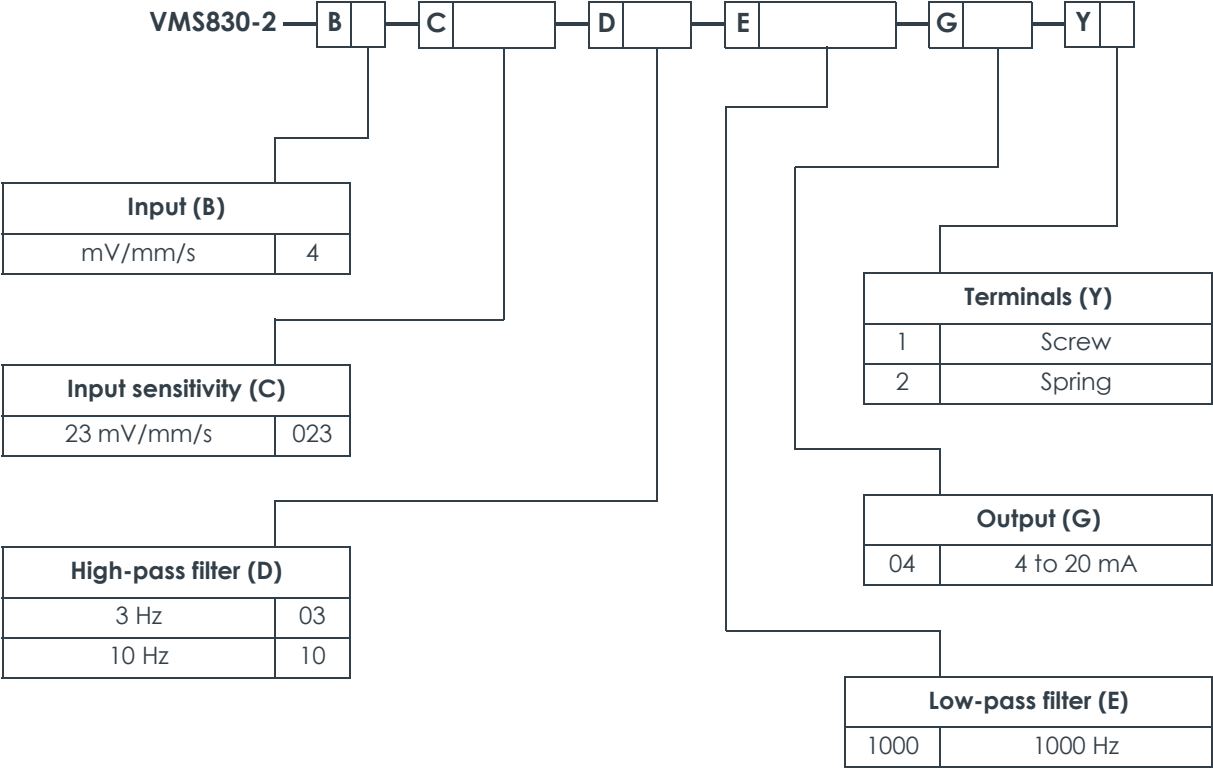 VMS830-2 B C D E G Y
Input (B)
mV/mm/s 4
Input sensitivity (C)
23 mV/mm/s 023
High-pass filter (D)
3 Hz 03
10 Hz 10
Terminals (Y)
1 Screw
2 Spring
Output (G)
04 4 to 20 mA
Low-pass filter (E)
1000 1000 Hz